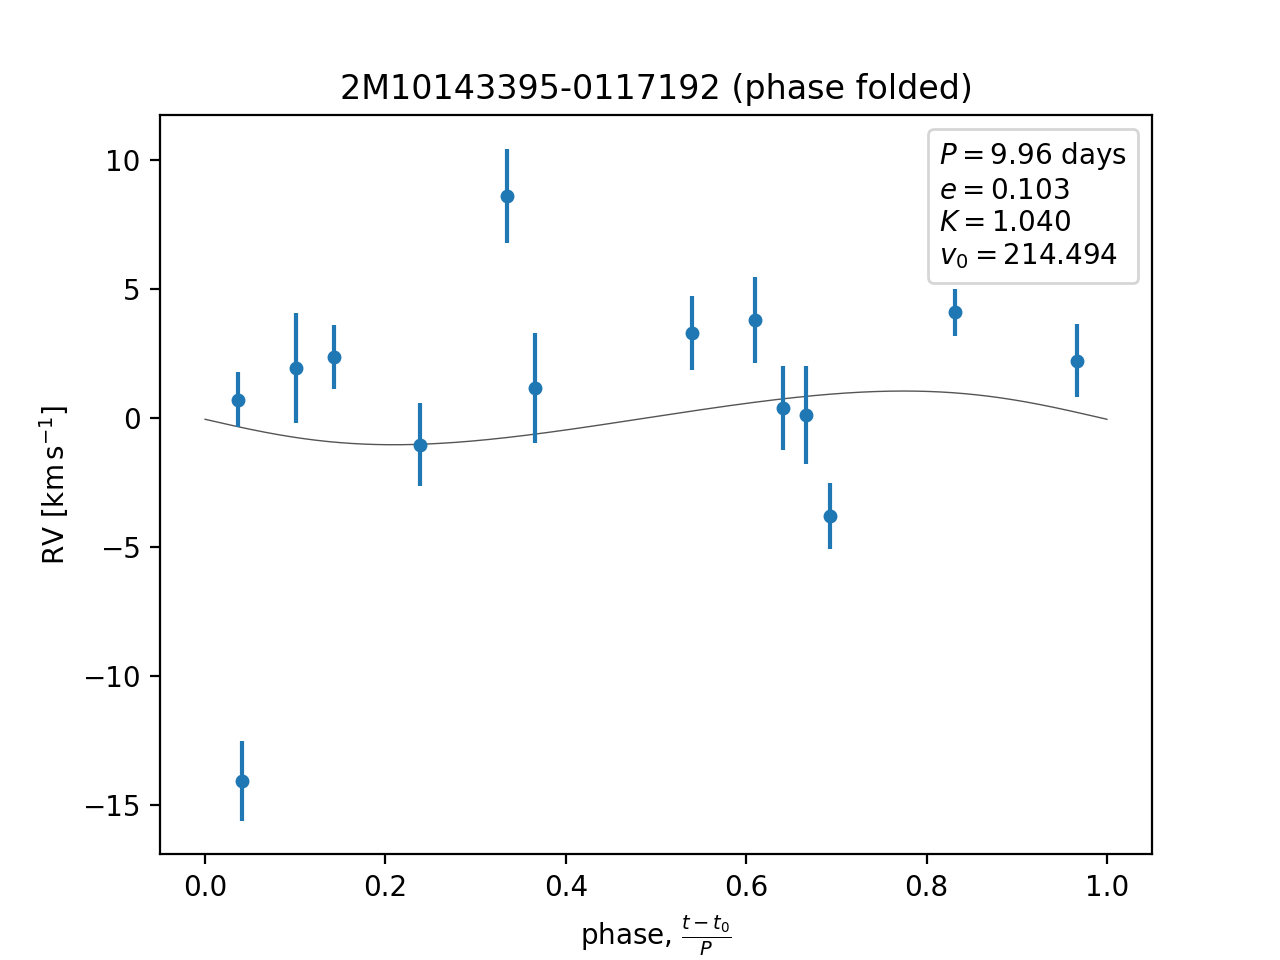 2M10143395-0117192 (phase folded)
P = 9.96 days
e = 0.103
K = 1.040
v₀ = 214.494
RV [km s⁻¹]
10
5
0
−5
−10
−15
0.0 0.2 0.4 0.6 0.8 1.0
phase, (t − t₀)/P